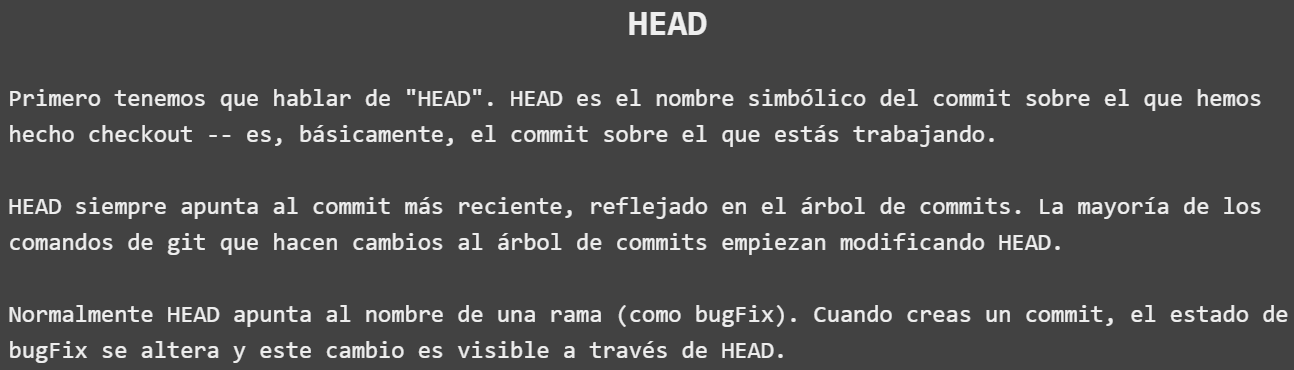 HEAD
Primero tenemos que hablar de "HEAD". HEAD es el nombre simbólico del commit sobre el que hemos
hecho checkout -- es, básicamente, el commit sobre el que estás trabajando.
HEAD siempre apunta al commit más reciente, reflejado en el árbol de commits. La mayoría de los
comandos de git que hacen cambios al árbol de commits empiezan modificando HEAD.
Normalmente HEAD apunta al nombre de una rama (como bugFix). Cuando creas un commit, el estado de
bugFix se altera y este cambio es visible a través de HEAD.